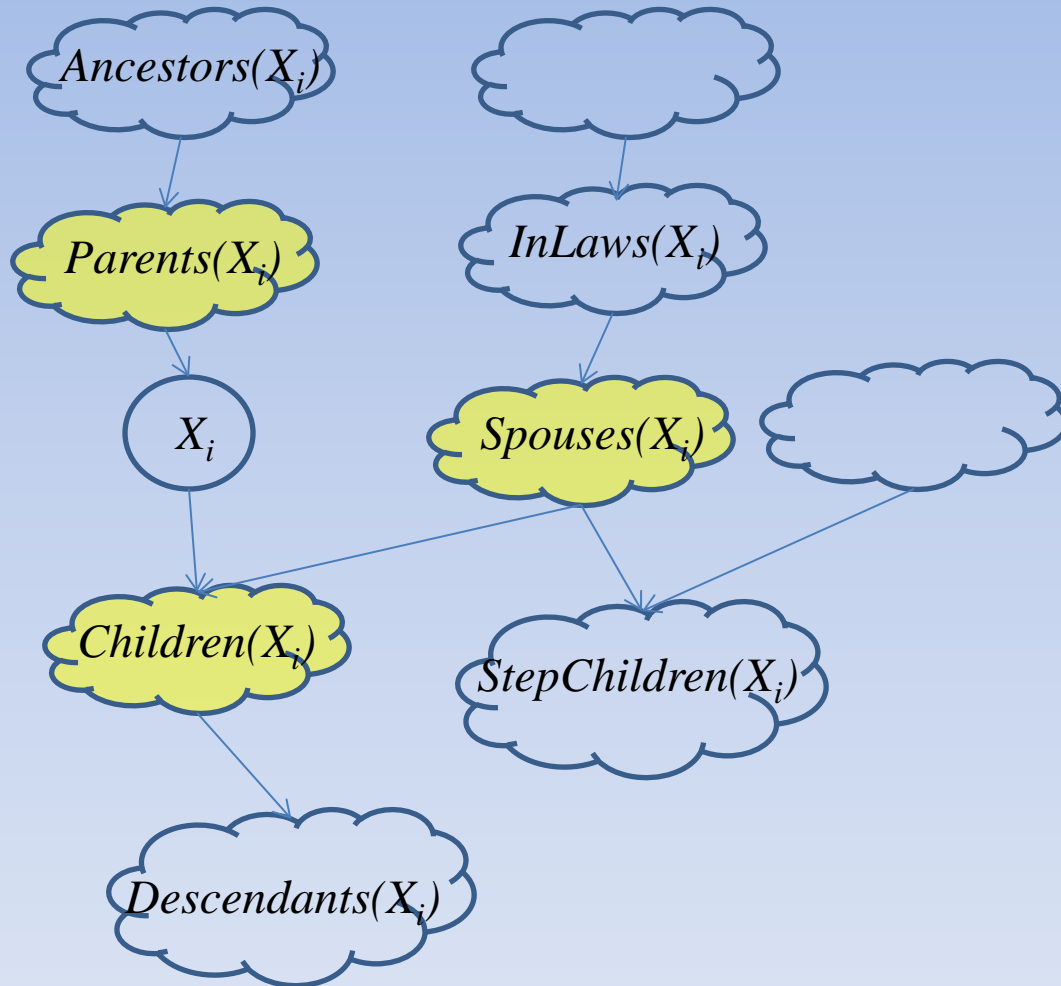 Ancestors(Xi)
Parents(Xi)
InLaws(Xi)
Xi
Spouses(Xi)
Children(Xi)
StepChildren(Xi)
Descendants(Xi)